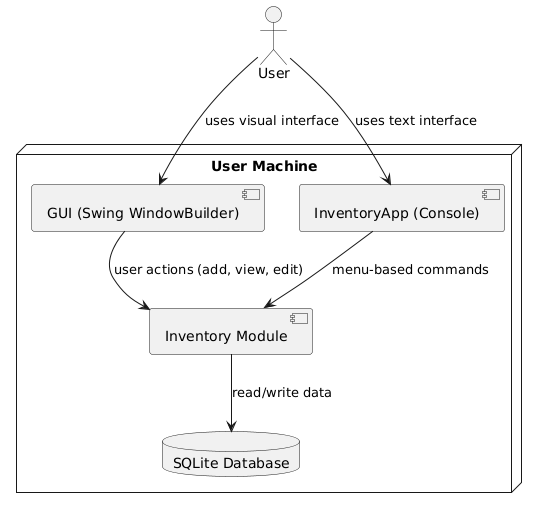 User
uses visual interface
uses text interface
User Machine
GUI (Swing WindowBuilder)
InventoryApp (Console)
user actions (add, view, edit)
menu-based commands
Inventory Module
read/write data
SQLite Database